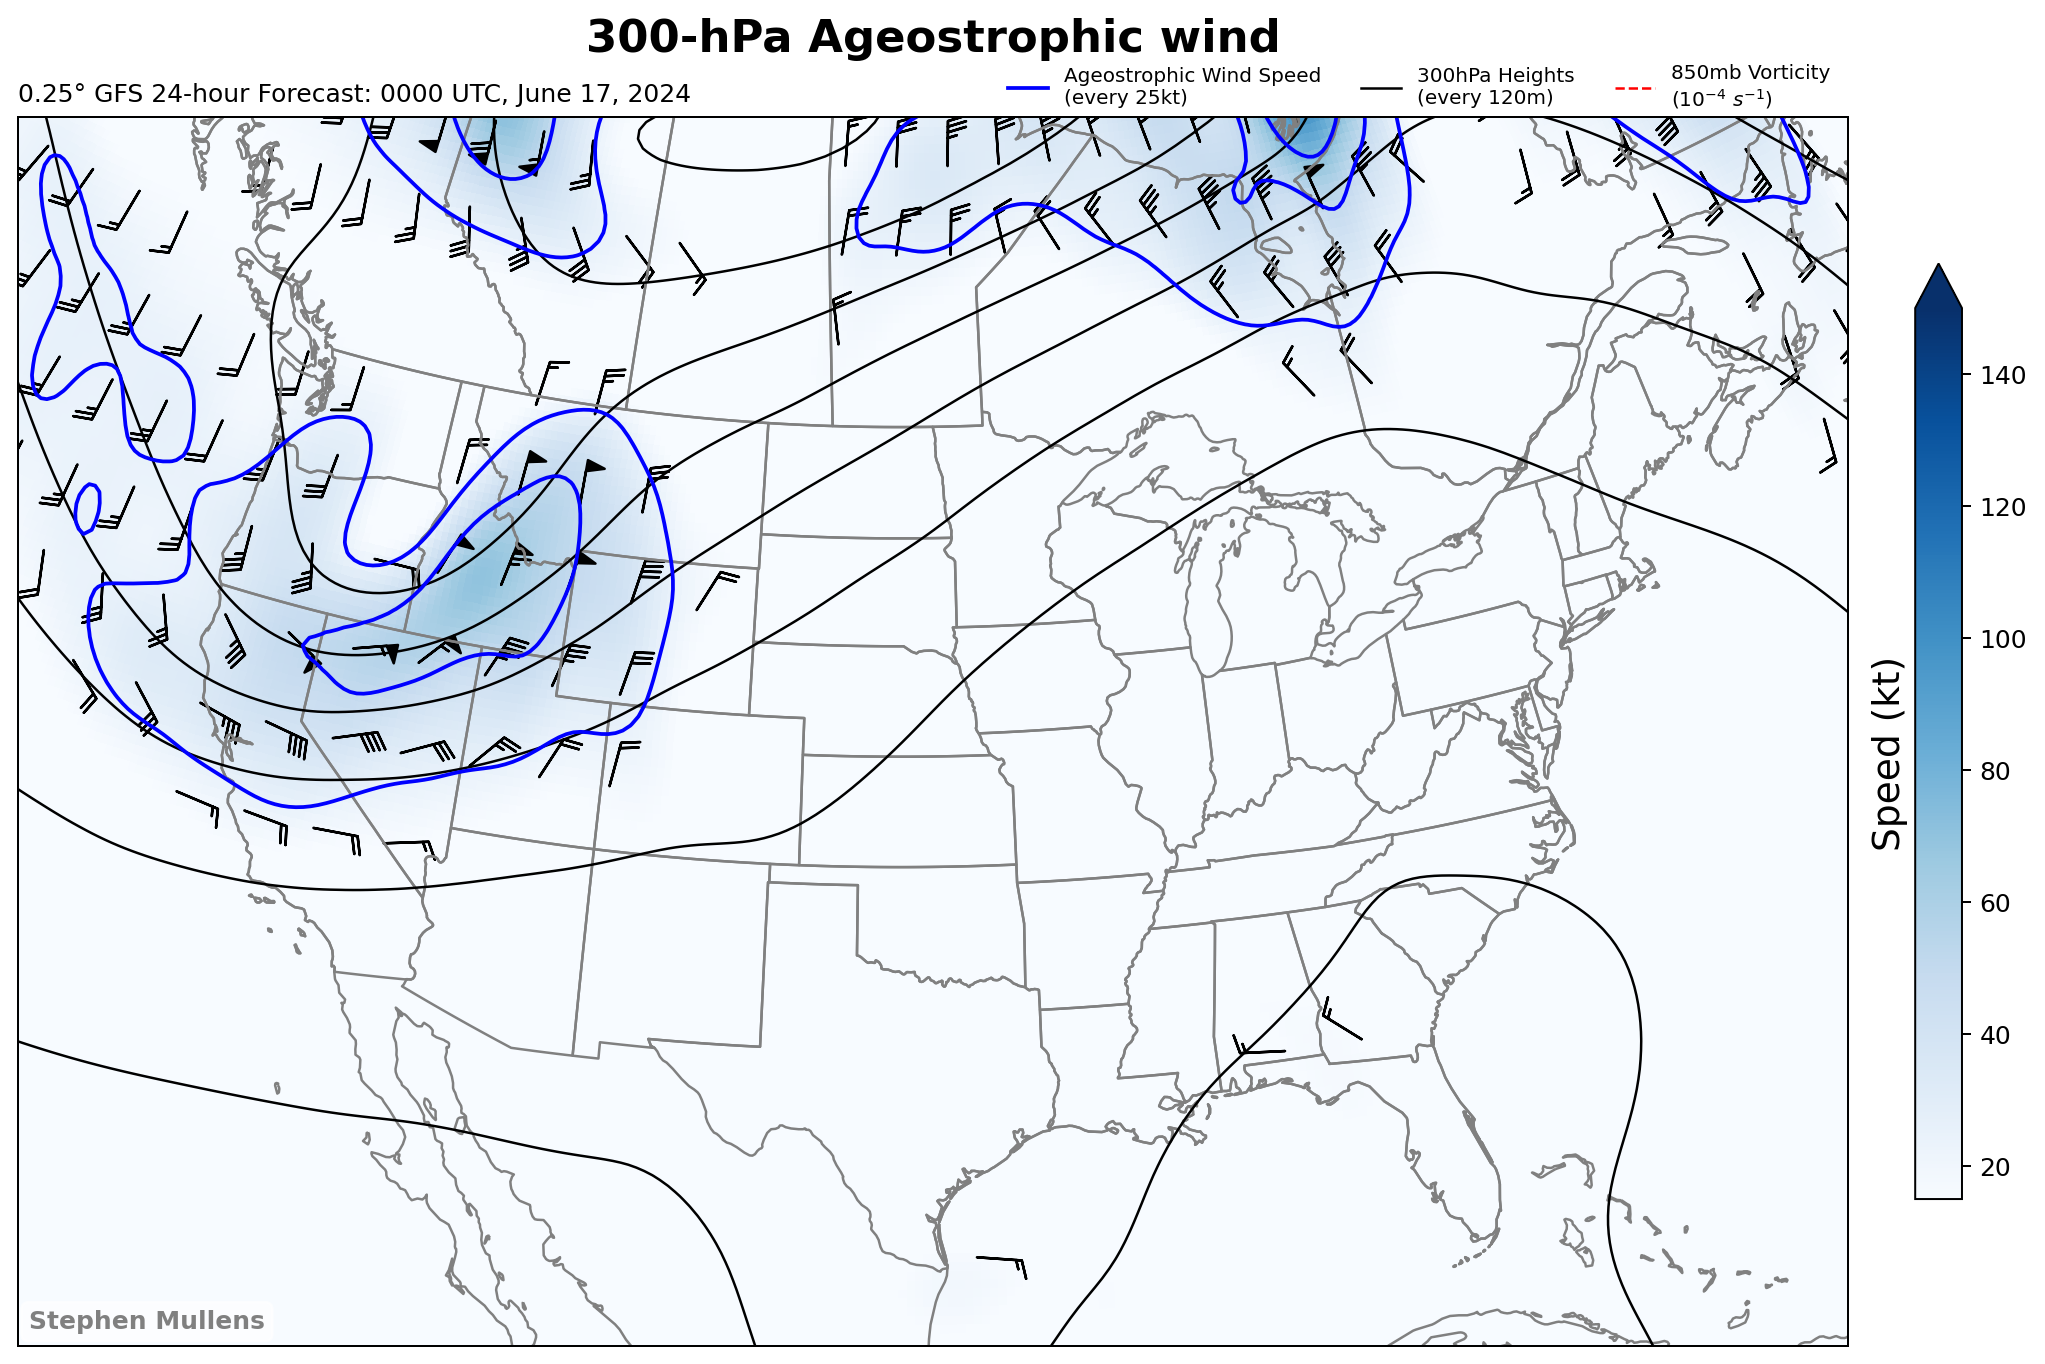 300-hPa Ageostrophic wind
0.25° GFS 24-hour Forecast: 0000 UTC, June 17, 2024
Ageostrophic Wind Speed
(every 25kt)
300hPa Heights
(every 120m)
850mb Vorticity
(10⁻⁴ s⁻¹)
140
120
100
80
60
40
20
Speed (kt)
Stephen Mullens